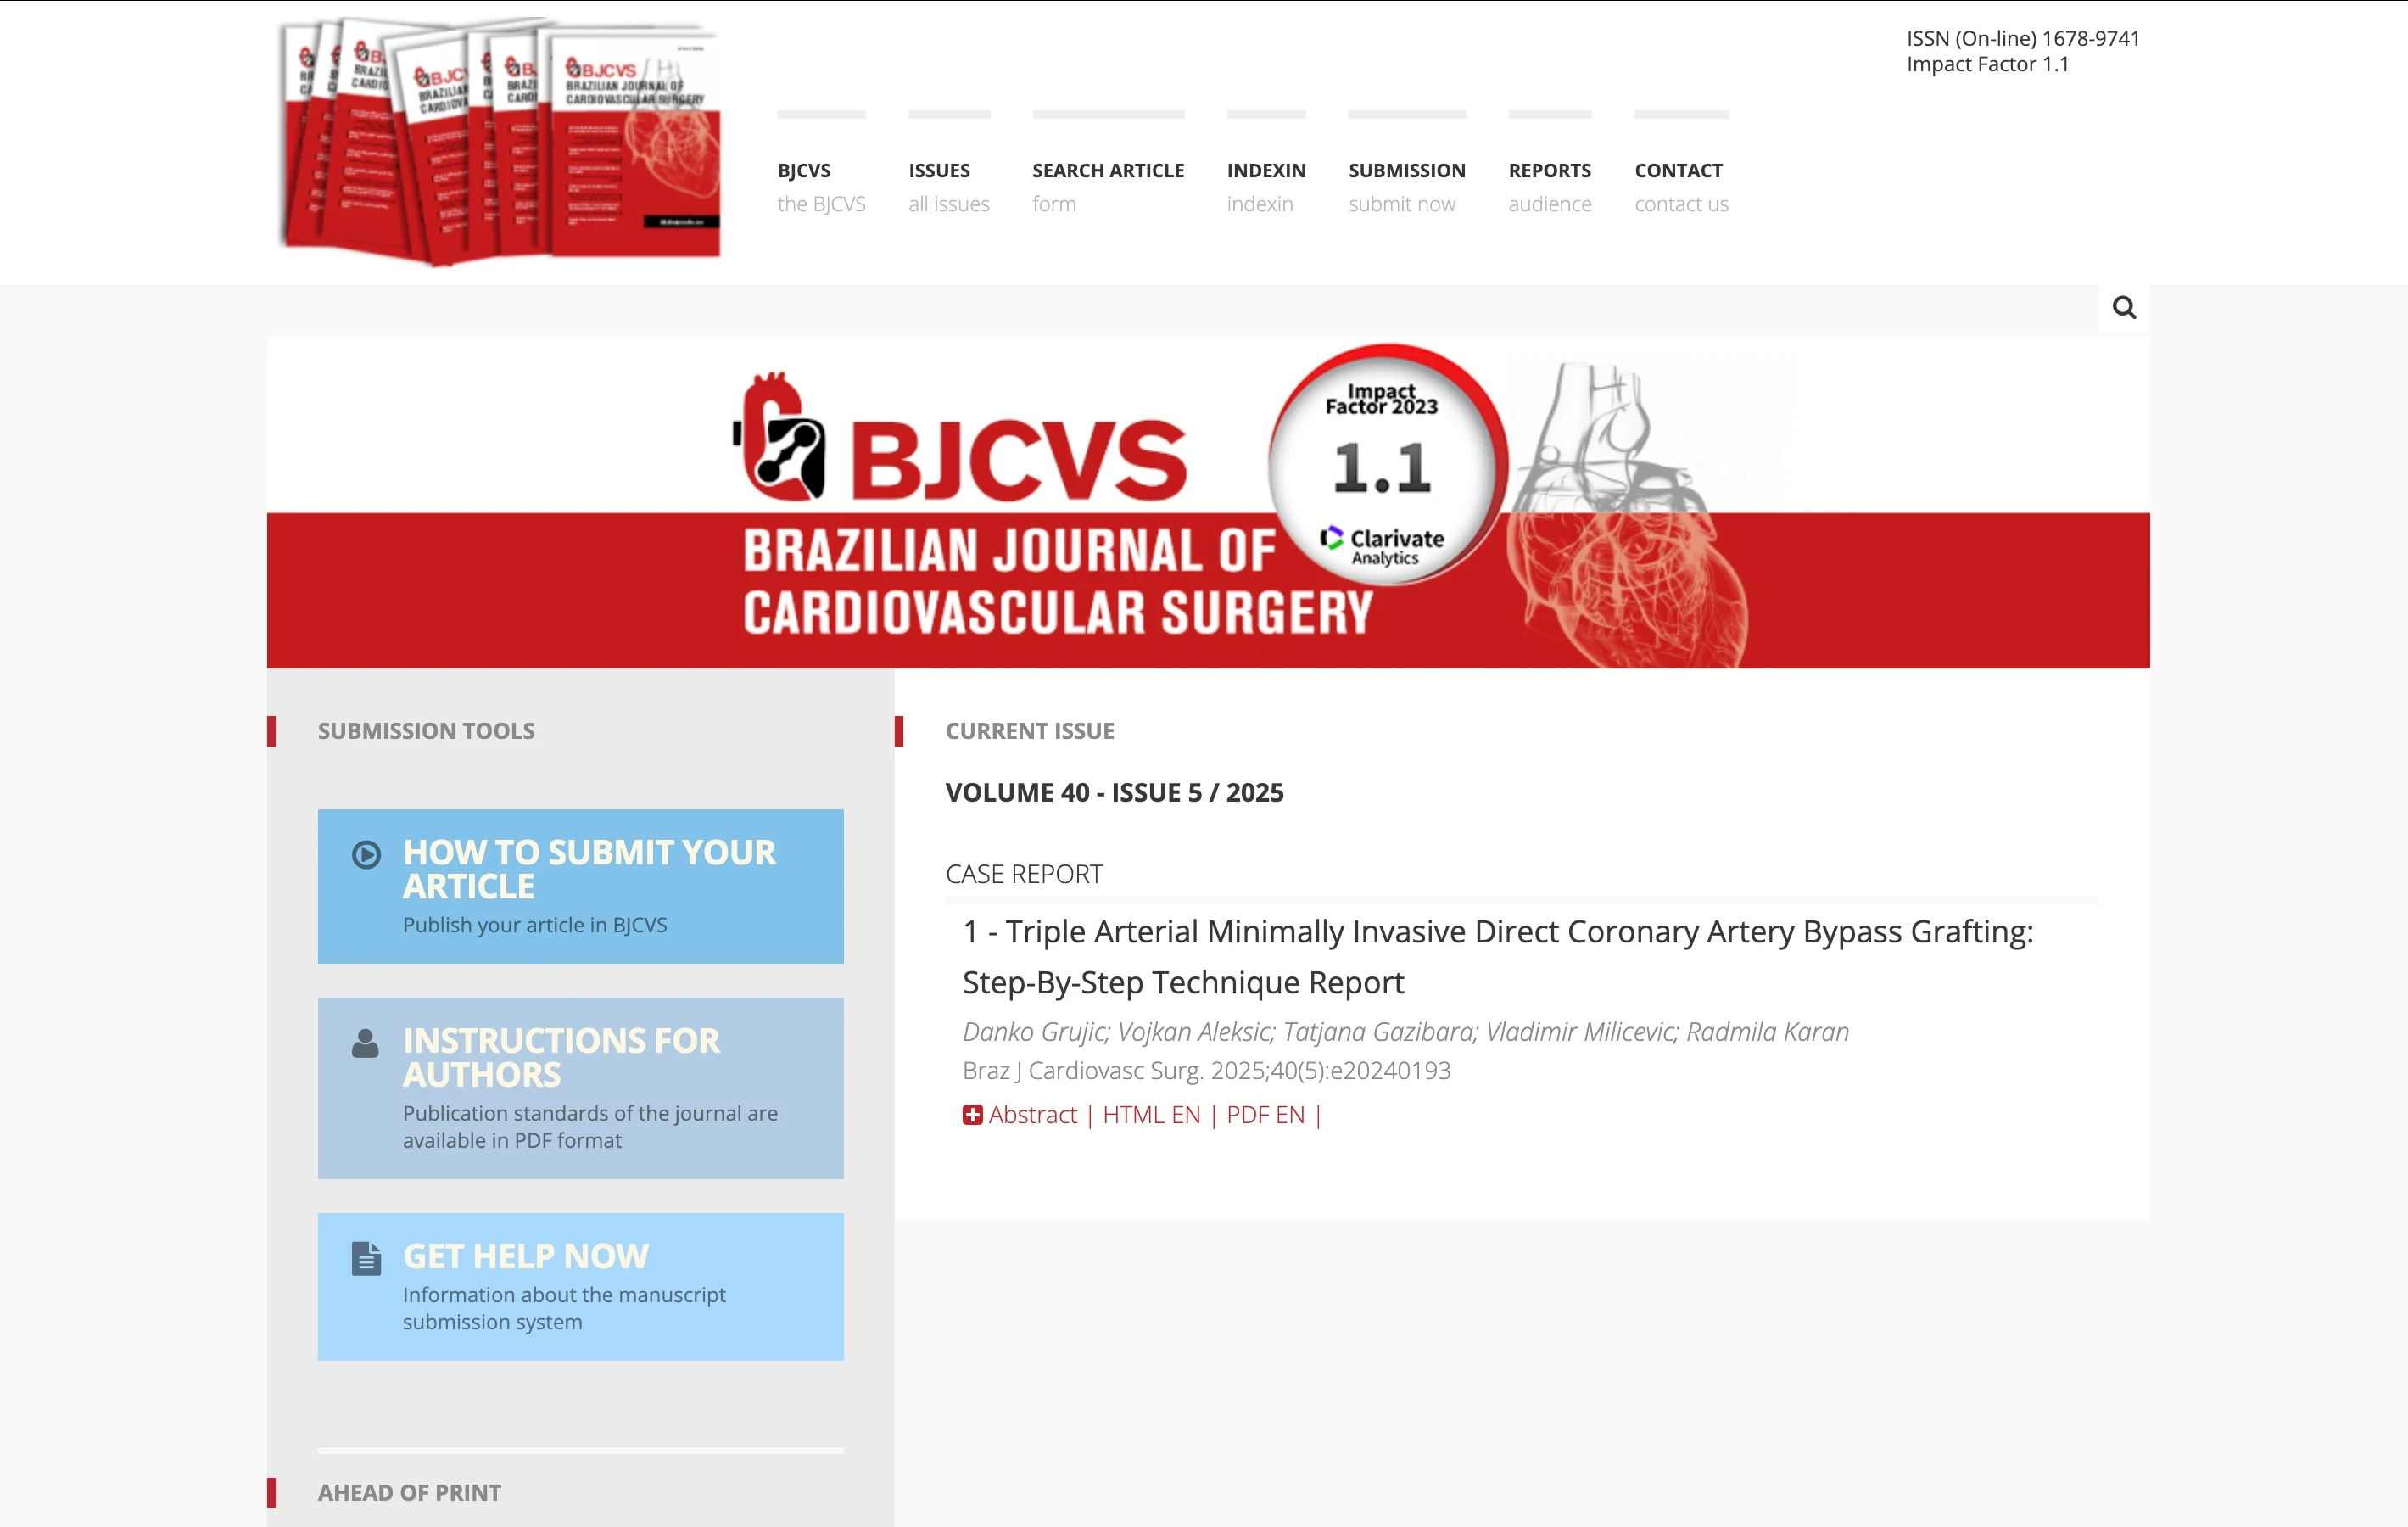 BJCVS
BRAZILIAN JOURNAL OF
CARDIOVASCULAR SURGERY
ISSN (On-line) 1678-9741
Impact Factor 1.1
BJCVS
the BJCVS
ISSUES
all issues
SEARCH ARTICLE
form
INDEXIN
indexin
SUBMISSION
submit now
REPORTS
audience
CONTACT
contact us
BJCVS
BRAZILIAN JOURNAL OF
CARDIOVASCULAR SURGERY
Impact
Factor 2023
1.1
Clarivate
Analytics
SUBMISSION TOOLS
HOW TO SUBMIT YOUR
ARTICLE
Publish your article in BJCVS
INSTRUCTIONS FOR
AUTHORS
Publication standards of the journal are
available in PDF format
GET HELP NOW
Information about the manuscript
submission system
AHEAD OF PRINT
CURRENT ISSUE
VOLUME 40 - ISSUE 5 / 2025
CASE REPORT
1 - Triple Arterial Minimally Invasive Direct Coronary Artery Bypass Grafting:
Step-By-Step Technique Report
Danko Grujic; Vojkan Aleksic; Tatjana Gazibara; Vladimir Milicevic; Radmila Karan
Braz J Cardiovasc Surg. 2025;40(5):e20240193
Abstract | HTML EN | PDF EN |